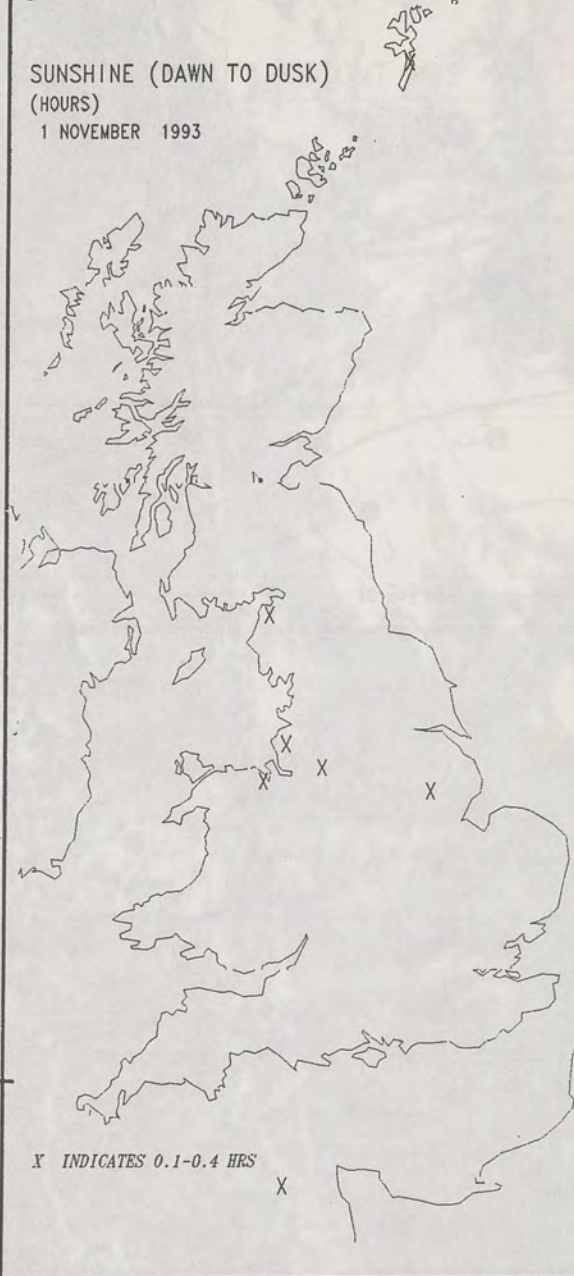 SUNSHINE (DAWN TO DUSK)
(HOURS)
1 NOVEMBER 1993
X
X
X
X
X
X INDICATES 0.1-0.4 HRS
X